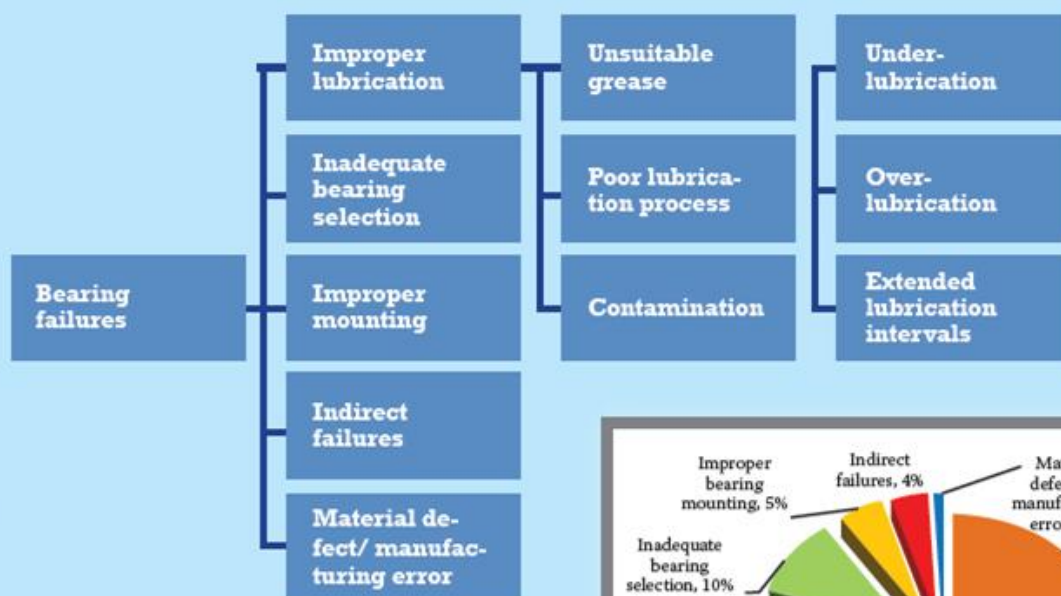 Improper
lubrication
Unsuitable
grease
Under-
lubrication
Inadequate
bearing
selection
Poor lubrica-
tion process
Over-
lubrication
Bearing
failures
Improper
mounting
Contamination
Extended
lubrication
intervals
Indirect
failures
Material de-
fect/ manufac-
turing error
Improper
bearing
mounting, 5%
Indirect
failures, 4%
Inadequate
bearing
selection, 10%